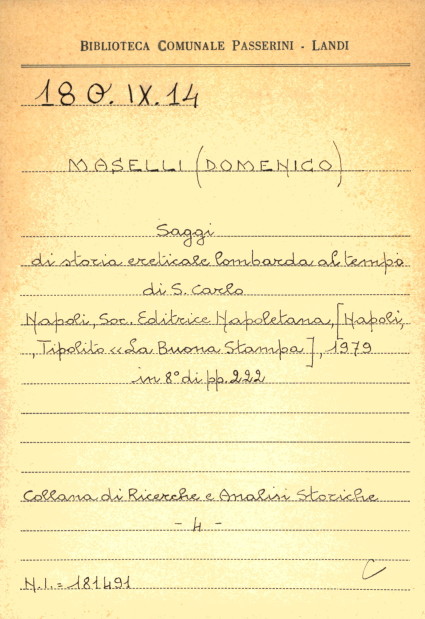 BIBLIOTECA COMUNALE PASSERINI - LANDI
18 O. IX. 14
MASELLI (DOMENICO)
Saggi
di storia ereticale lombarda al tempo
di S. Carlo
Napoli, Soc. Editrice Napoletana, [Napoli,
, Tipolito «La Buona Stampa], 1979
in 8° di pp. 222
Collana di Ricerche e Analisi Storiche
- 4 -
N.I. = 181491
C